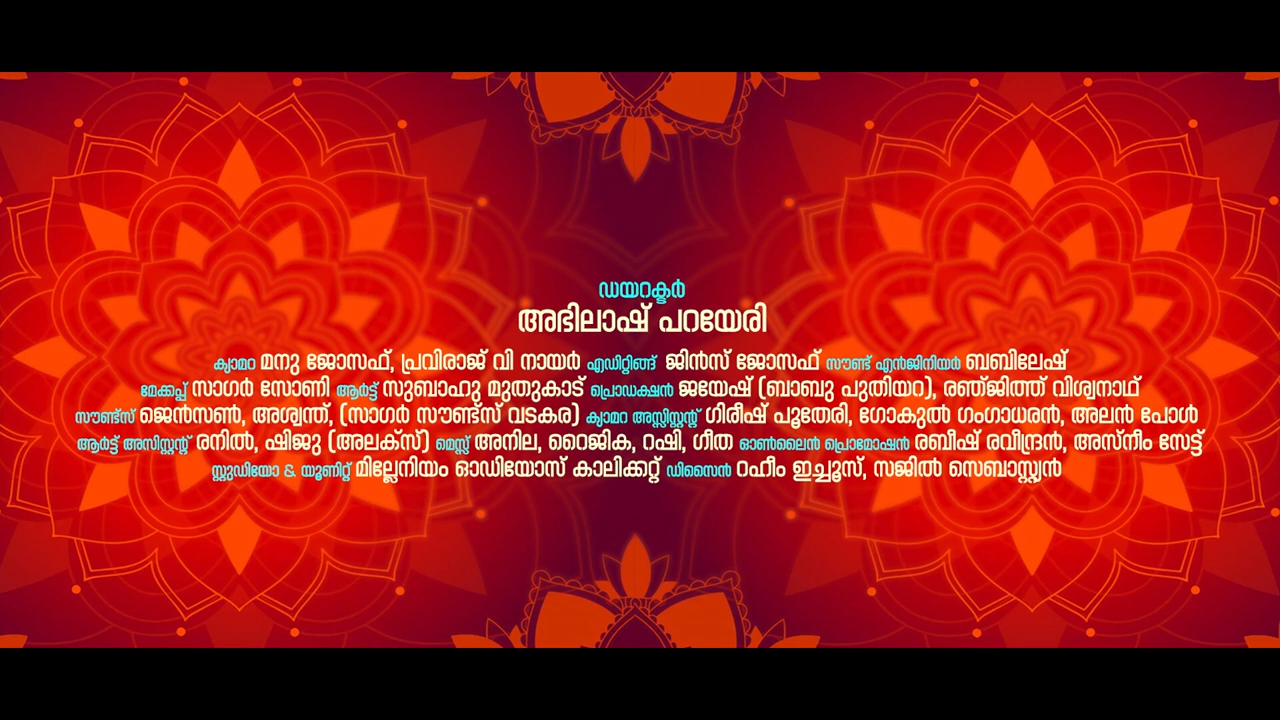 ഡയറക്ടർ
അഭിലാഷ് പറയേരി
ക്യാമറ മനു ജോസഫ്, പ്രവിരാജ് വി നായർ എഡിറ്റിങ്ങ് ജിൻസ് ജോസഫ് സൗണ്ട് എൻജിനിയർ ബബിലേഷ്
മേക്കപ്പ് സാഗർ സോണി ആർട്ട് സുബാഹു മുതുകാട് പ്രൊഡക്ഷൻ ജയേഷ് (ബാബു പുതിയറ), രഞ്ജിത്ത് വിശ്വനാഥ്
സൗണ്ട്സ് ജെൻസൺ, അശ്വന്ത്, (സാഗർ സൗണ്ട്സ് വടകര) ക്യാമറ അസ്സിസ്റ്റന്റ് ഗിരീഷ് പൂതേരി, ഗോകുൽ ഗംഗാധരൻ, അലൻ പോൾ
ആർട്ട് അസിസ്റ്റന്റ് രനിൽ, ഷിജു (അലക്സ്) മെസ്സ് അനില, റൈജിക, റഷി, ഗീത ഓൺലൈൻ പ്രൊമോഷൻ രബീഷ് രവീന്ദ്രൻ, അസ്നീം സേട്ട്
സ്റ്റുഡിയോ & യൂണിറ്റ് മില്ലേനിയം ഓഡിയോസ് കാലിക്കറ്റ് ഡിസൈൻ റഹീം ഇച്ചൂസ്, സജിൽ സെബാസ്റ്റ്യൻ